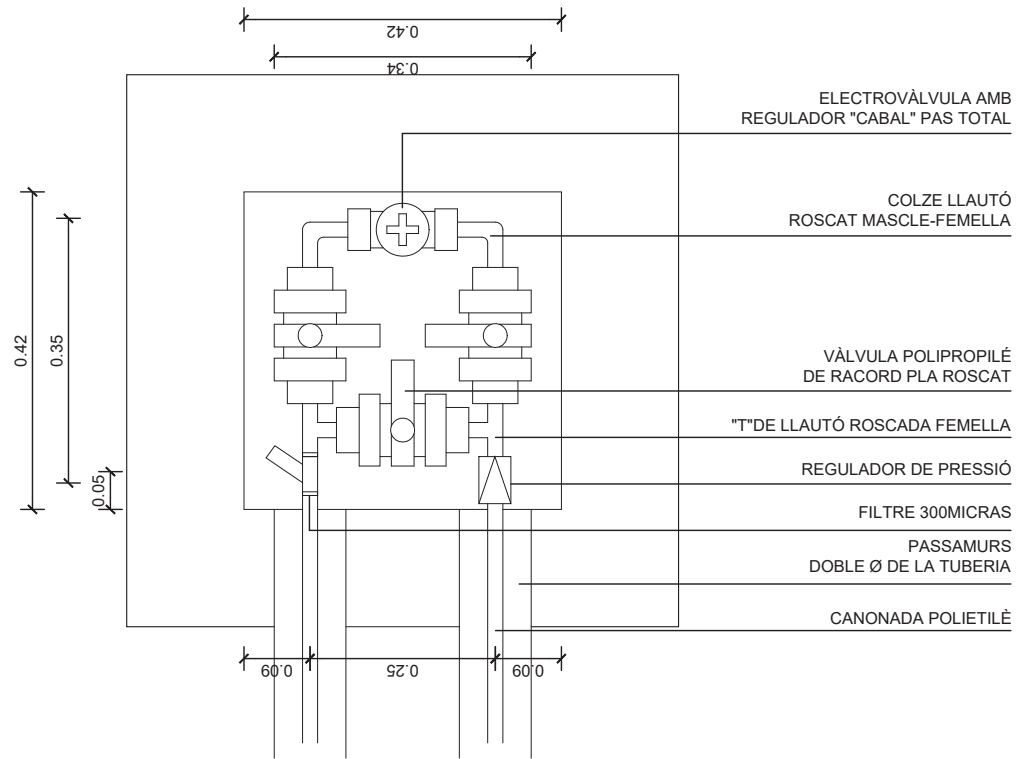 0.42
0.34
ELECTROVÀLVULA AMB
REGULADOR "CABAL" PAS TOTAL
COLZE LLAUTÓ
ROSCAT MASCLE-FEMELLA
0.42
0.35
VÀLVULA POLIPROPILÉ
DE RACORD PLA ROSCAT
"T"DE LLAUTÓ ROSCADA FEMELLA
REGULADOR DE PRESSIÓ
0.05
FILTRE 300MICRAS
PASSAMURS
DOBLE Ø DE LA TUBERIA
CANONADA POLIETILÈ
0.09
0.25
0.09